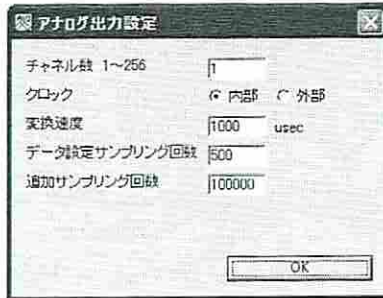 アナログ出力設定
チャネル数 1～256 1
クロック 内部 外部
変換速度 1000 usec
データ設定サンプリング回数 500
追加サンプリング回数 100000
OK